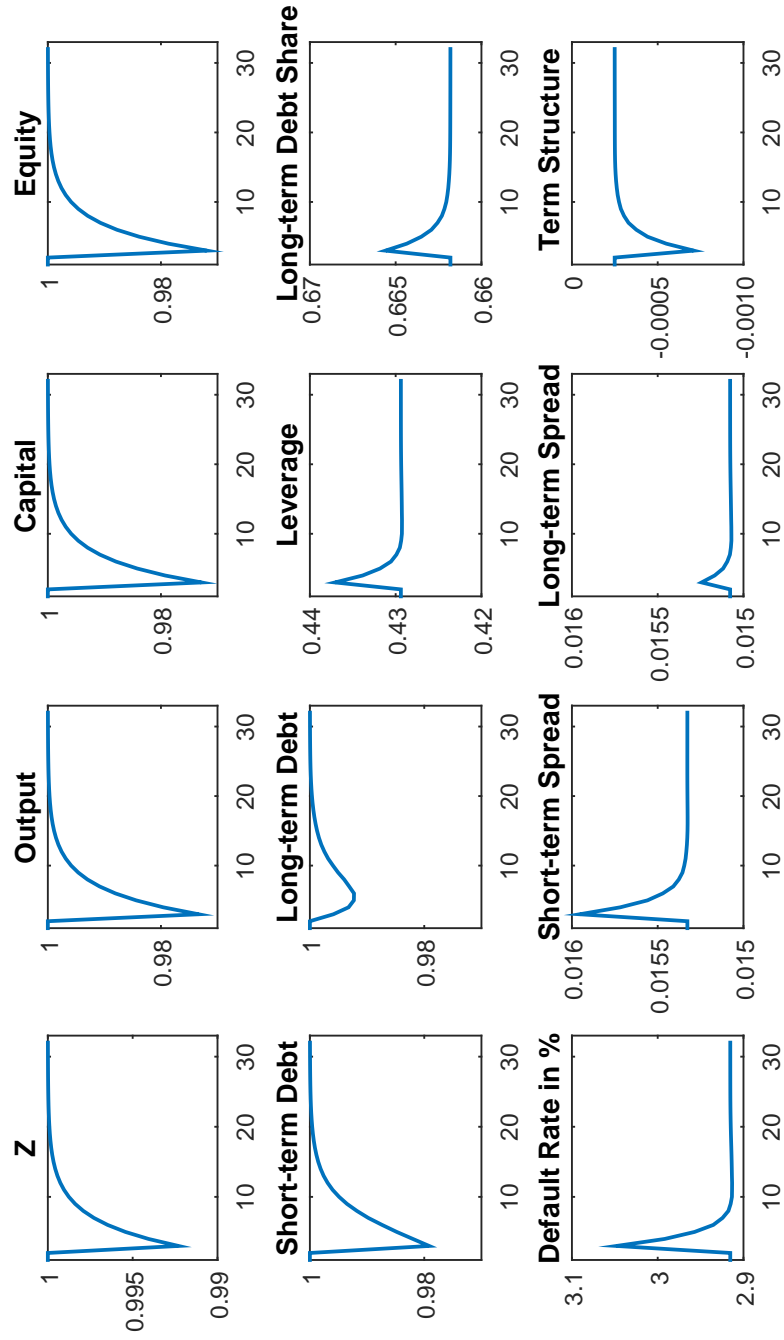 Z
1
0.995
0.99
10 20 30
Output
1
0.98
10 20 30
Capital
1
0.98
10 20 30
Equity
1
0.98
10 20 30
Short-term Debt
1
0.98
10 20 30
Long-term Debt
1
0.98
10 20 30
Leverage
0.44
0.43
0.42
10 20 30
Long-term Debt Share
0.67
0.665
0.66
10 20 30
Default Rate in %
3.1
3
2.9
10 20 30
Short-term Spread
0.016
0.0155
0.015
10 20 30
Long-term Spread
0.016
0.0155
0.015
10 20 30
Term Structure
0
-0.0005
-0.0010
10 20 30